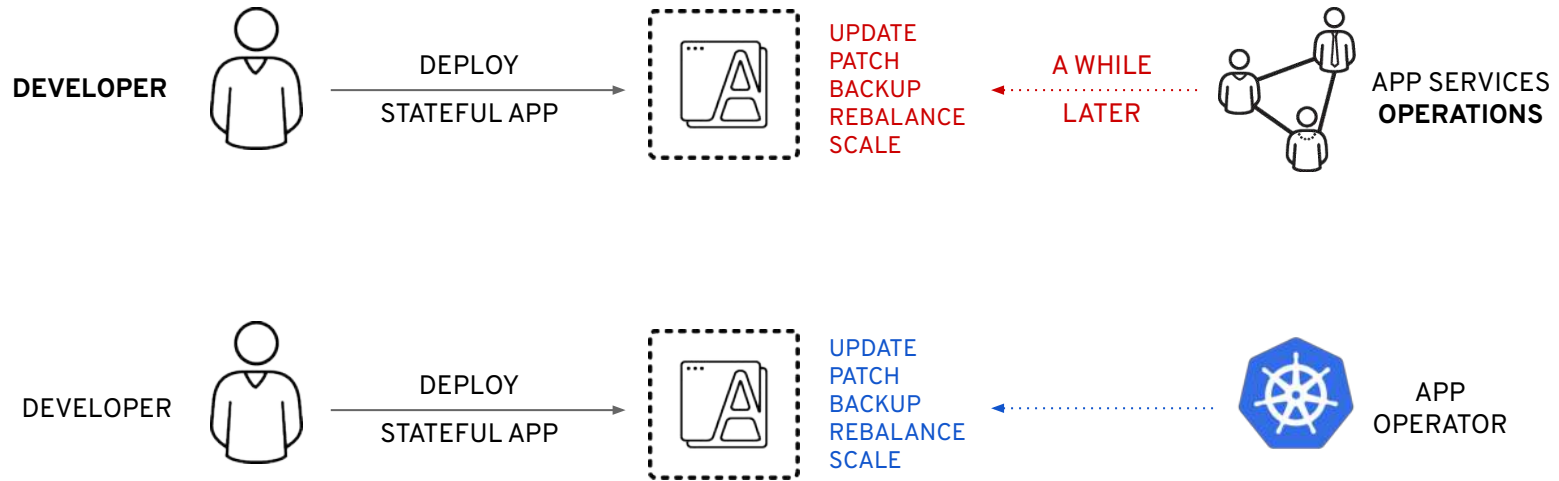 DEVELOPER
DEPLOY
STATEFUL APP
UPDATE
PATCH
BACKUP
REBALANCE
SCALE
A WHILE
LATER
APP SERVICES
OPERATIONS
DEVELOPER
DEPLOY
STATEFUL APP
UPDATE
PATCH
BACKUP
REBALANCE
SCALE
APP
OPERATOR